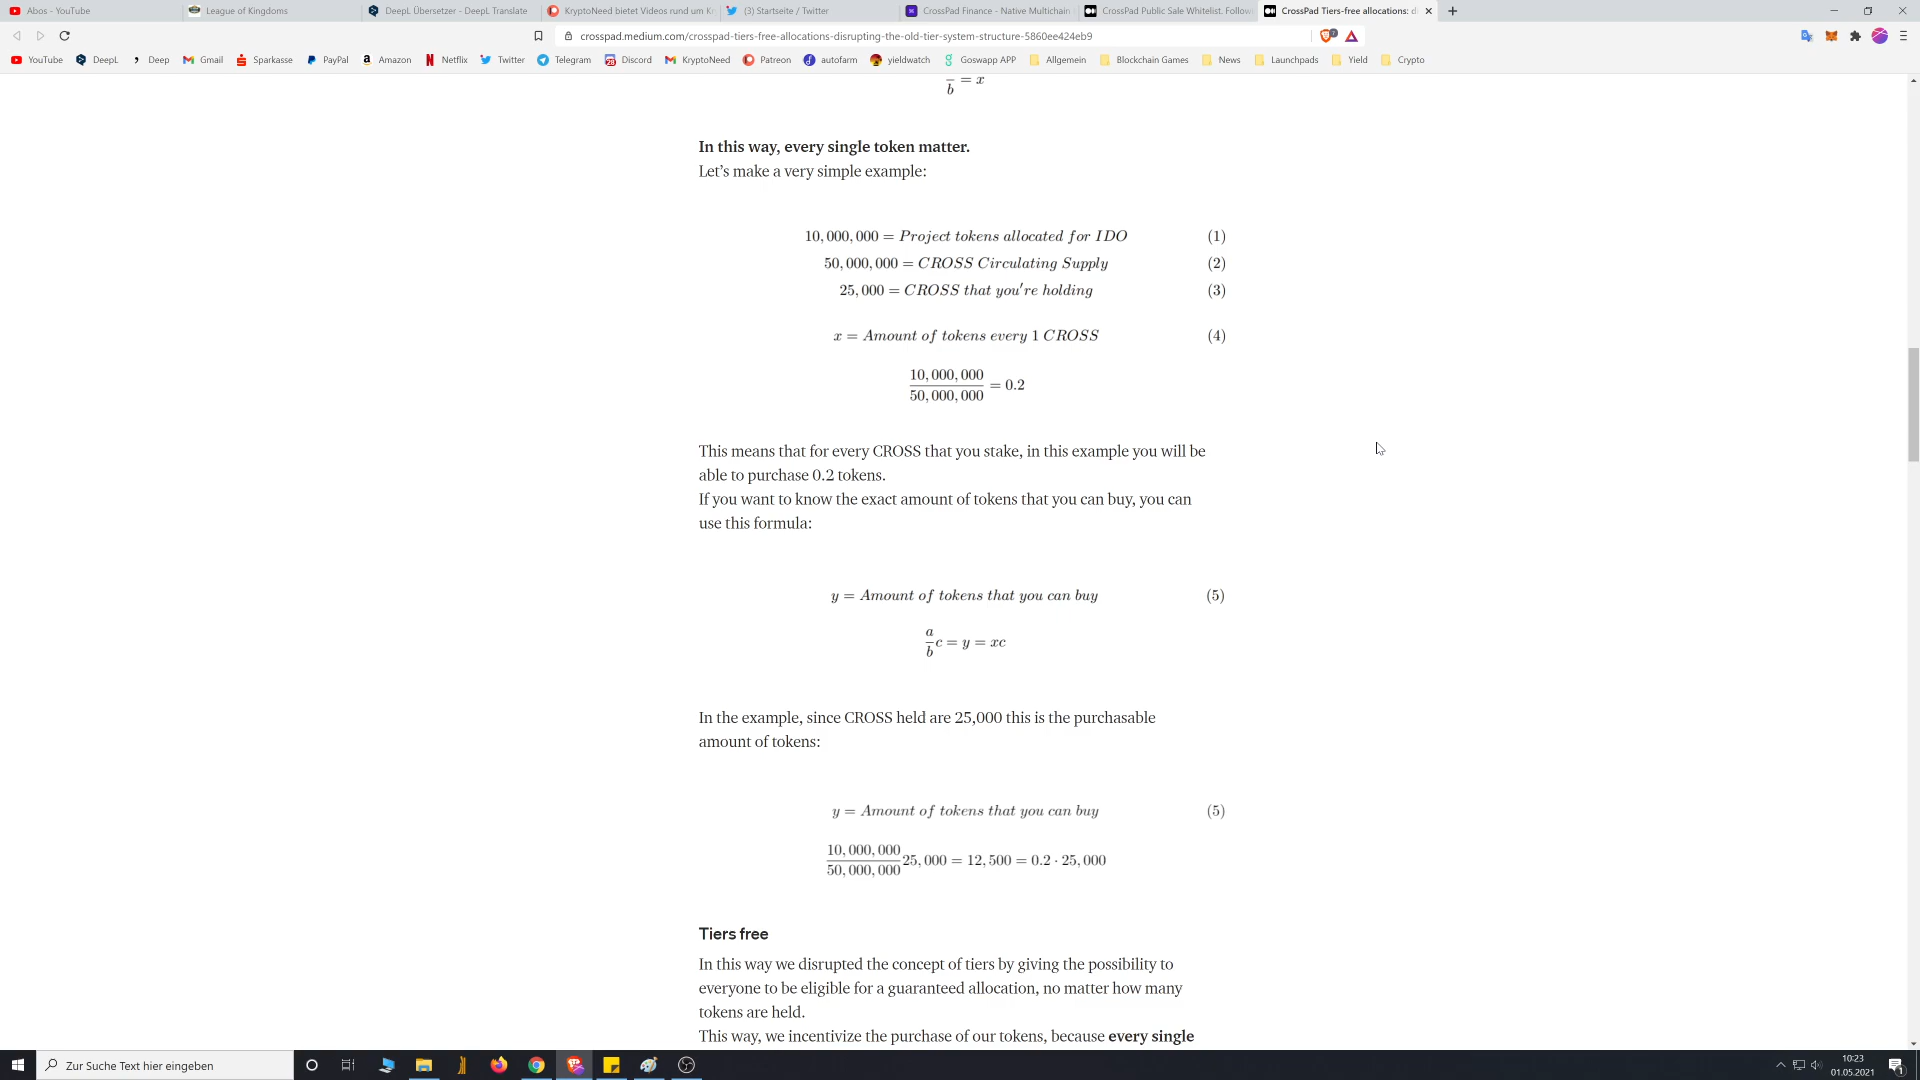 Abos - YouTube
League of Kingdoms
DeepL Übersetzer - DeepL Translate
KryptoNeed bietet Videos rund um Kr
(3) Startseite / Twitter
CrossPad Finance - Native Multichain
CrossPad Public Sale Whitelist. Follow
CrossPad Tiers-free allocations: di
crosspad.medium.com/crosspad-tiers-free-allocations-disrupting-the-old-tier-system-structure-5860ee424eb9
YouTube DeepL Deep Gmail Sparkasse PayPal Amazon Netflix Twitter Telegram Discord KryptoNeed Patreon autofarm yieldwatch Goswapp APP Allgemein Blockchain Games News Launchpads Yield Crypto
b = x
In this way, every single token matter.
Let's make a very simple example:
10,000,000 = Project tokens allocated for IDO (1)
50,000,000 = CROSS Circulating Supply (2)
25,000 = CROSS that you're holding (3)
x = Amount of tokens every 1 CROSS (4)
10,000,000
50,000,000 = 0.2
This means that for every CROSS that you stake, in this example you will be
able to purchase 0.2 tokens.
If you want to know the exact amount of tokens that you can buy, you can
use this formula:
y = Amount of tokens that you can buy (5)
a
b c = y = xc
In the example, since CROSS held are 25,000 this is the purchasable
amount of tokens:
y = Amount of tokens that you can buy (5)
10,000,000
50,000,000 25,000 = 12,500 = 0.2 · 25,000
Tiers free
In this way we disrupted the concept of tiers by giving the possibility to
everyone to be eligible for a guaranteed allocation, no matter how many
tokens are held.
This way, we incentivize the purchase of our tokens, because every single
Zur Suche Text hier eingeben
10:23
01.05.2021